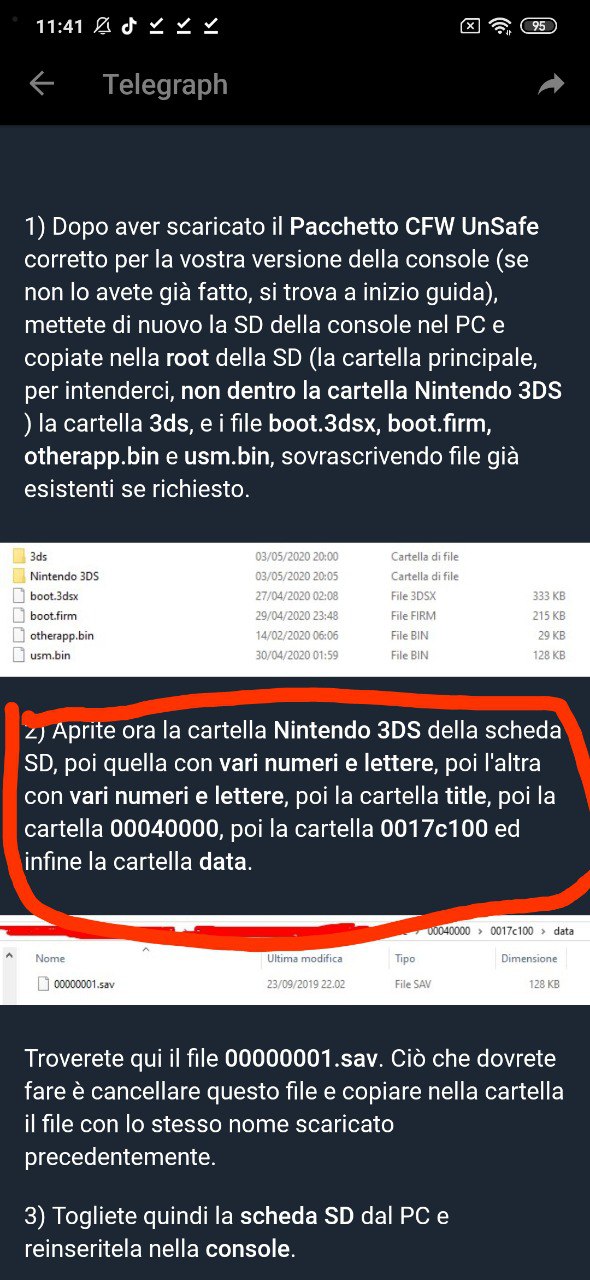 11:41
95
Telegraph
1) Dopo aver scaricato il Pacchetto CFW UnSafe
corretto per la vostra versione della console (se
non lo avete già fatto, si trova a inizio guida),
mettete di nuovo la SD della console nel PC e
copiate nella root della SD (la cartella principale,
per intenderci, non dentro la cartella Nintendo 3DS
) la cartella 3ds, e i file boot.3dsx, boot.firm,
otherapp.bin e usm.bin, sovrascrivendo file già
esistenti se richiesto.
3ds 03/05/2020 20:00 Cartella di file
Nintendo 3DS 03/05/2020 20:05 Cartella di file
boot.3dsx 27/04/2020 02:08 File 3DSX 333 KB
boot.firm 29/04/2020 23:48 File FIRM 215 KB
otherapp.bin 14/02/2020 06:06 File BIN 29 KB
usm.bin 30/04/2020 01:59 File BIN 128 KB
2) Aprite ora la cartella Nintendo 3DS della scheda
SD, poi quella con vari numeri e lettere, poi l'altra
con vari numeri e lettere, poi la cartella title, poi la
cartella 00040000, poi la cartella 0017c100 ed
infine la cartella data.
00040000 > 0017c100 > data
Nome Ultima modifica Tipo Dimensione
00000001.sav 23/09/2019 22.02 File SAV 128 KB
Troverete qui il file 00000001.sav. Ciò che dovrete
fare è cancellare questo file e copiare nella cartella
il file con lo stesso nome scaricato
precedentemente.
3) Togliete quindi la scheda SD dal PC e
reinseritela nella console.